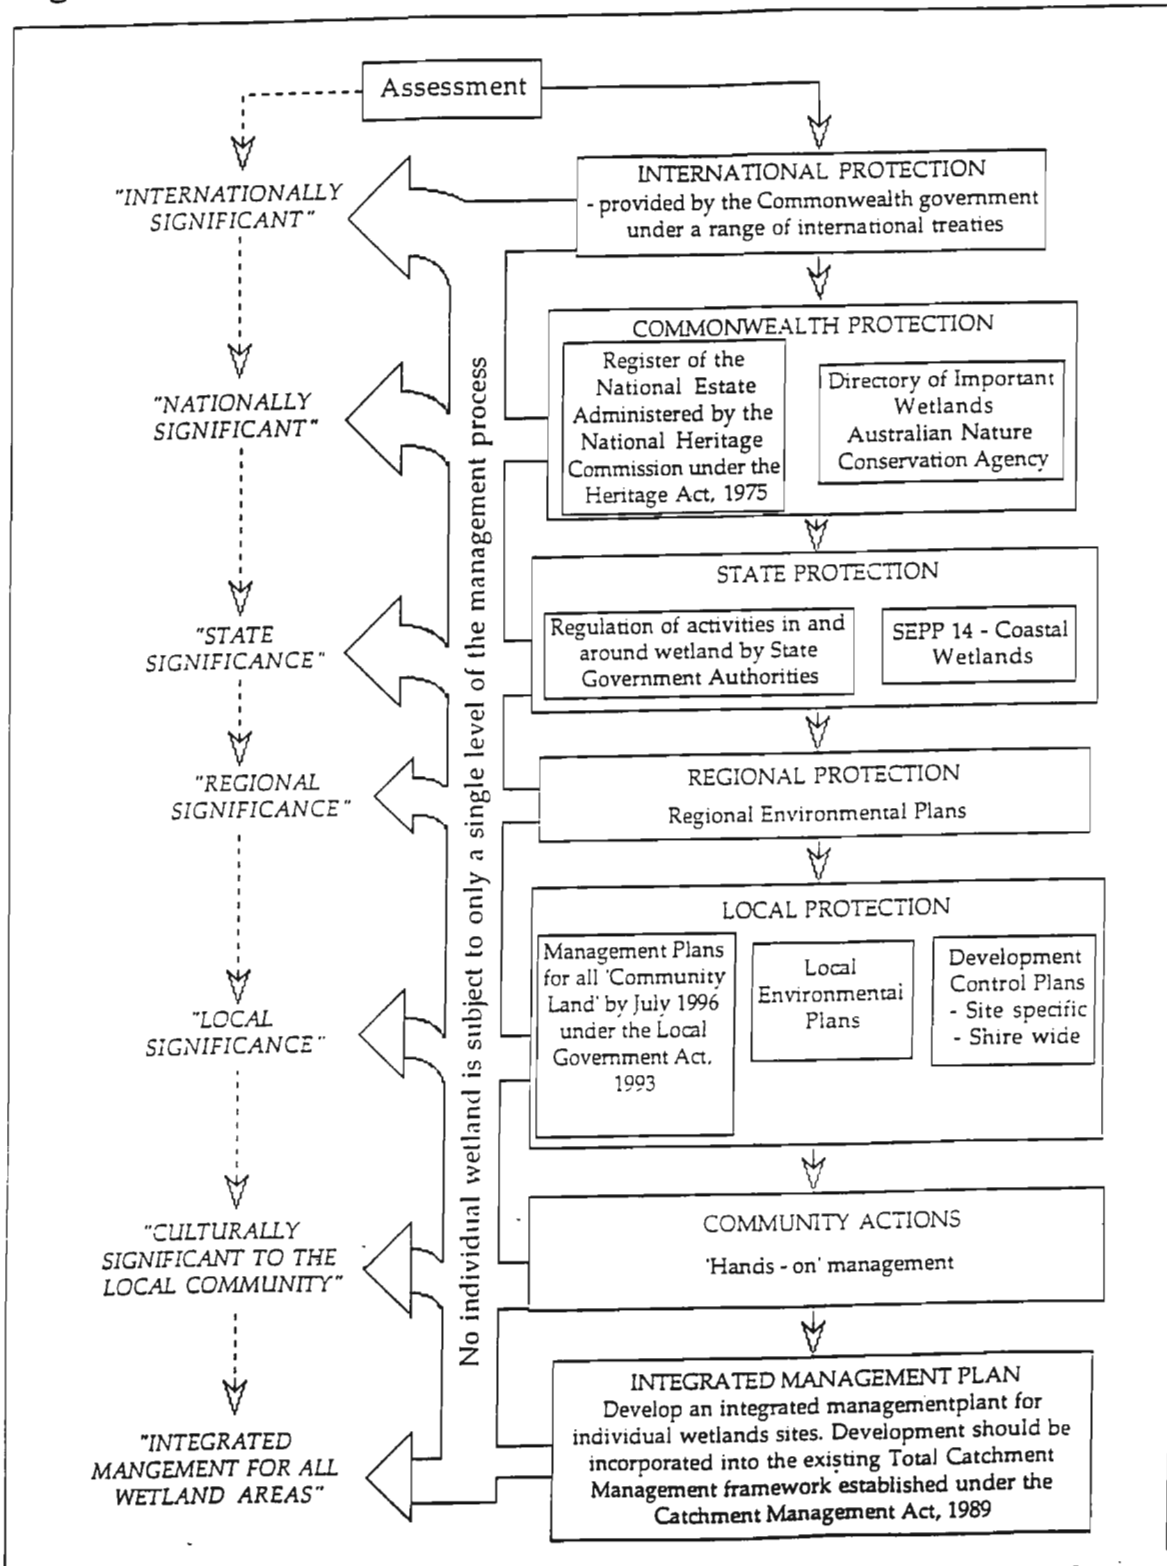 Assessment
"INTERNATIONALLY
SIGNIFICANT"
INTERNATIONAL PROTECTION
- provided by the Commonwealth government
under a range of international treaties
"NATIONALLY
SIGNIFICANT"
COMMONWEALTH PROTECTION
Register of the
National Estate
Administered by the
National Heritage
Commission under the
Heritage Act, 1975
Directory of Important
Wetlands
Australian Nature
Conservation Agency
"STATE
SIGNIFICANCE"
STATE PROTECTION
Regulation of activities in and
around wetland by State
Government Authorities
SEPP 14 - Coastal
Wetlands
"REGIONAL
SIGNIFICANCE"
REGIONAL PROTECTION
Regional Environmental Plans
"LOCAL
SIGNIFICANCE"
LOCAL PROTECTION
Management Plans
for all 'Community
Land' by July 1996
under the Local
Government Act.
1993
Local
Environmental
Plans
Development
Control Plans
- Site specific
- Shire wide
"CULTURALLY
SIGNIFICANT TO THE
LOCAL COMMUNITY"
COMMUNITY ACTIONS
'Hands - on' management
"INTEGRATED
MANGEMENT FOR ALL
WETLAND AREAS"
INTEGRATED MANAGEMENT PLAN
Develop an integrated managementplant for
individual wetlands sites. Development should be
incorporated into the existing Total Catchment
Management framework established under the
Catchment Management Act, 1989
No individual wetland is subject to only a single level of the management process